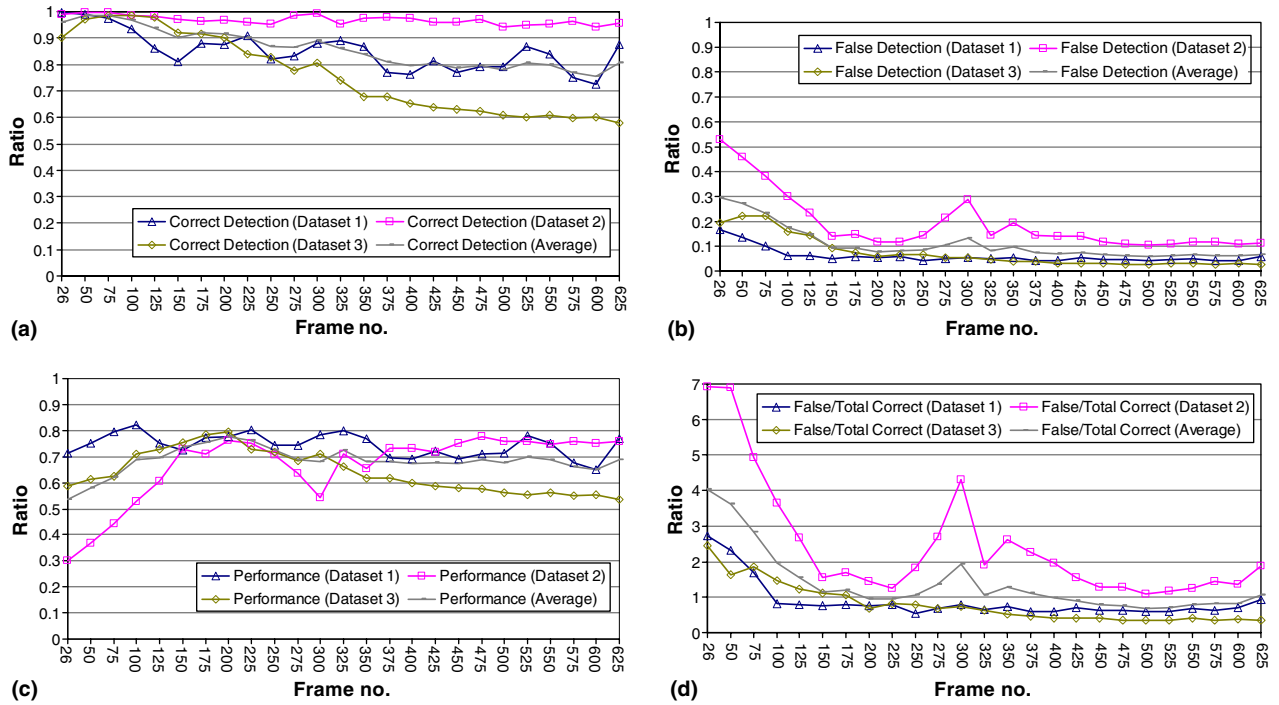 1
0.9
0.8
0.7
0.6
0.5
0.4
0.3
0.2
0.1
0
Ratio
Correct Detection (Dataset 1) Correct Detection (Dataset 2)
Correct Detection (Dataset 3) Correct Detection (Average)
26 50 75 100 125 150 175 200 225 250 275 300 325 350 375 400 425 450 475 500 525 550 575 600 625
Frame no.
(a)
1
0.9
0.8
0.7
0.6
0.5
0.4
0.3
0.2
0.1
0
Ratio
False Detection (Dataset 1) False Detection (Dataset 2)
False Detection (Dataset 3) False Detection (Average)
26 50 75 100 125 150 175 200 225 250 275 300 325 350 375 400 425 450 475 500 525 550 575 600 625
Frame no.
(b)
1
0.9
0.8
0.7
0.6
0.5
0.4
0.3
0.2
0.1
0
Ratio
Performance (Dataset 1) Performance (Dataset 2)
Performance (Dataset 3) Performance (Average)
26 50 75 100 125 150 175 200 225 250 275 300 325 350 375 400 425 450 475 500 525 550 575 600 625
Frame no.
(c)
7
6
5
4
3
2
1
0
Ratio
False/Total Correct (Dataset 1) False/Total Correct (Dataset 2)
False/Total Correct (Dataset 3) False/Total Correct (Average)
26 50 75 100 125 150 175 200 225 250 275 300 325 350 375 400 425 450 475 500 525 550 575 600 625
Frame no.
(d)